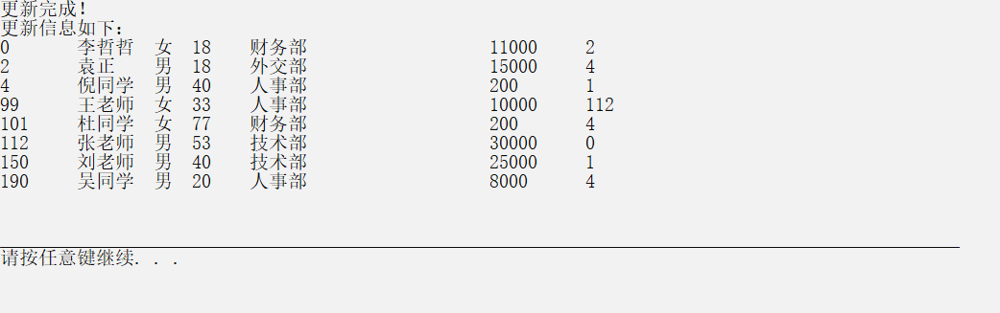 更新完成!
更新信息如下:
0 李哲哲 女 18 财务部 11000 2
2 袁正 男 18 外交部 15000 4
4 倪同学 男 40 人事部 200 1
99 王老师 女 33 人事部 10000 112
101 杜同学 女 77 财务部 200 4
112 张老师 男 53 技术部 30000 0
150 刘老师 男 40 技术部 25000 1
190 吴同学 男 20 人事部 8000 4
请按任意键继续. . .